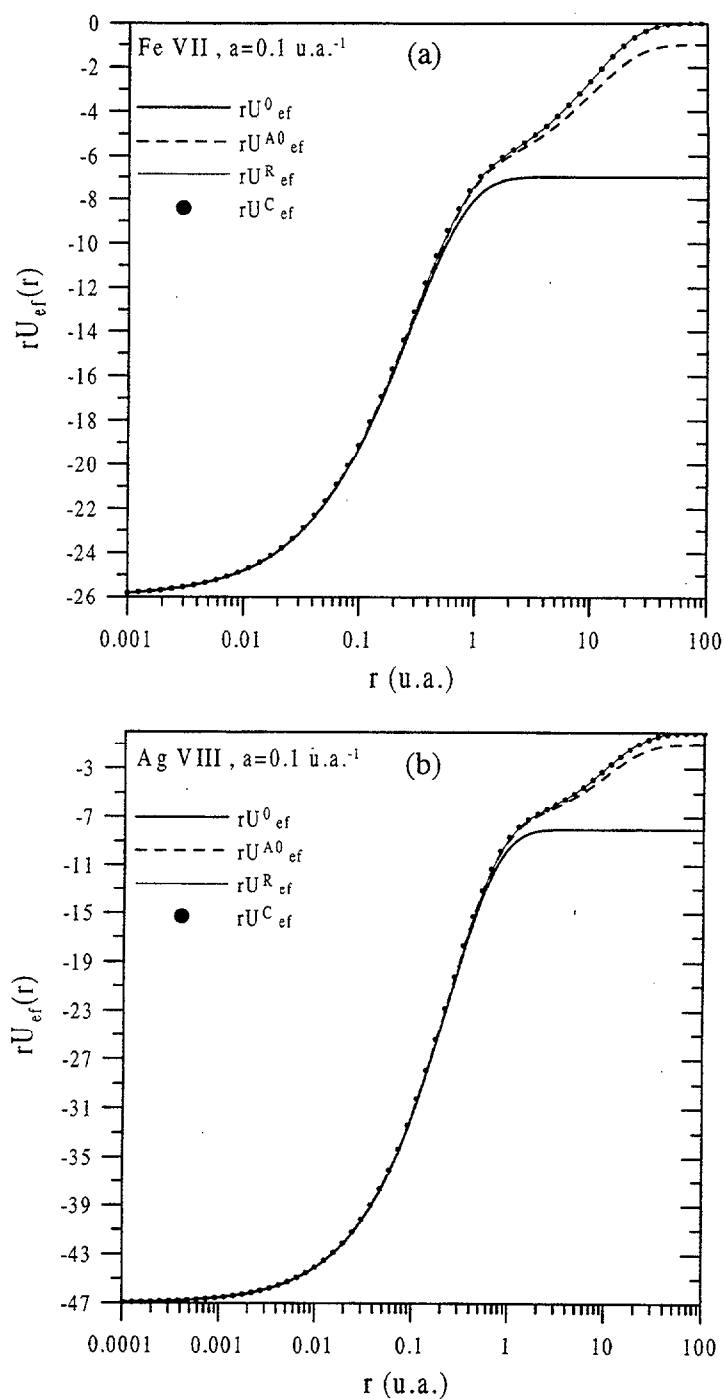 Fe VII , a=0.1 u.a.⁻¹ (a)
rU⁰ef
rUᴬ⁰ef
rUᴿef
rUᶜef
rUef(r)
0
-2
-4
-6
-8
-10
-12
-14
-16
-18
-20
-22
-24
-26
0.001 0.01 0.1 1 10 100
r (u.a.)
Ag VIII , a=0.1 u.a.⁻¹ (b)
rU⁰ef
rUᴬ⁰ef
rUᴿef
rUᶜef
rUef(r)
-3
-7
-11
-15
-19
-23
-27
-31
-35
-39
-43
-47
0.0001 0.001 0.01 0.1 1 10 100
r (u.a.)